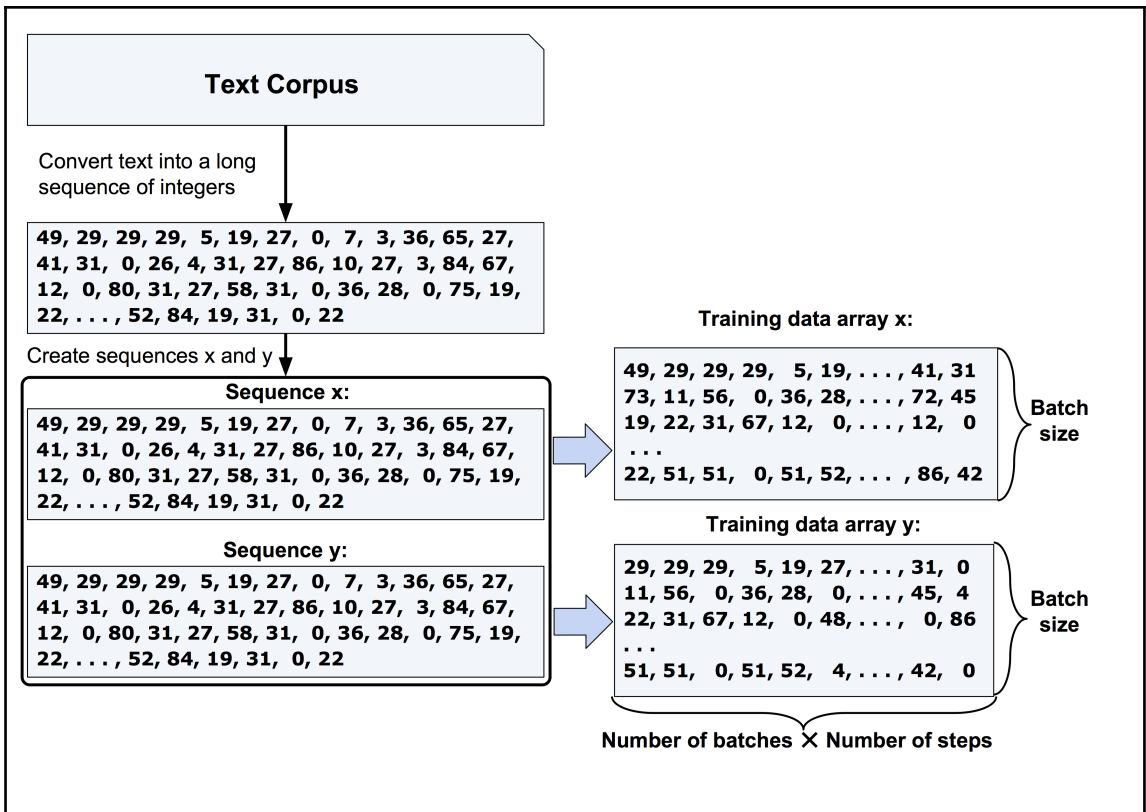 Text Corpus
Convert text into a long
sequence of integers
49, 29, 29, 29, 5, 19, 27, 0, 7, 3, 36, 65, 27,
41, 31, 0, 26, 4, 31, 27, 86, 10, 27, 3, 84, 67,
12, 0, 80, 31, 27, 58, 31, 0, 36, 28, 0, 75, 19,
22, . . . , 52, 84, 19, 31, 0, 22
Create sequences x and y
Sequence x:
49, 29, 29, 29, 5, 19, 27, 0, 7, 3, 36, 65, 27,
41, 31, 0, 26, 4, 31, 27, 86, 10, 27, 3, 84, 67,
12, 0, 80, 31, 27, 58, 31, 0, 36, 28, 0, 75, 19,
22, . . . , 52, 84, 19, 31, 0, 22
Sequence y:
49, 29, 29, 29, 5, 19, 27, 0, 7, 3, 36, 65, 27,
41, 31, 0, 26, 4, 31, 27, 86, 10, 27, 3, 84, 67,
12, 0, 80, 31, 27, 58, 31, 0, 36, 28, 0, 75, 19,
22, . . . , 52, 84, 19, 31, 0, 22
Training data array x:
49, 29, 29, 29, 5, 19, . . . , 41, 31
73, 11, 56, 0, 36, 28, . . . , 72, 45
19, 22, 31, 67, 12, 0, . . . , 12, 0
. . .
22, 51, 51, 0, 51, 52, . . . , 86, 42
Batch
size
Training data array y:
29, 29, 29, 5, 19, 27, . . . , 31, 0
11, 56, 0, 36, 28, 0, . . . , 45, 4
22, 31, 67, 12, 0, 48, . . . , 0, 86
. . .
51, 51, 0, 51, 52, 4, . . . , 42, 0
Batch
size
Number of batches × Number of steps